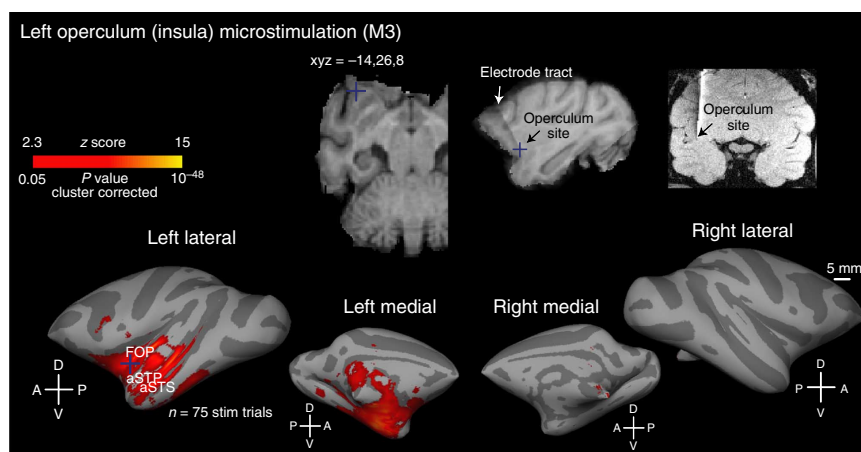 Left operculum (insula) microstimulation (M3)
xyz = −14,26,8
Electrode tract
Operculum
site
Operculum
site
2.3 z score 15
0.05 P value 10⁻⁴⁸
cluster corrected
Left lateral
Right lateral
5 mm
Left medial
Right medial
FOP
aSTP
aSTS
D
A P
V
n = 75 stim trials
D
P A
V
D
A P
V
D
P A
V